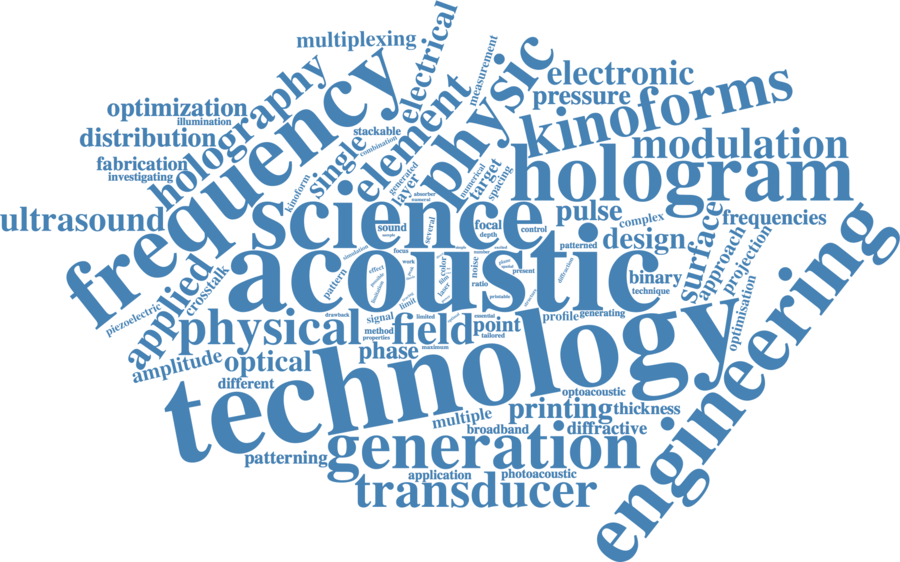 multiplexing
electrical
measurement
physic
electronic
pressure
kinoforms
optimization
illumination
holography
frequency
element
stackable
combination
single
distribution
modulation
fabrication
investigating
kinoform
generated
layer
numerical
target
spacing
hologram
absorber
material
ultrasound
science
sound
several
focal
depth
control
pulse
complex
surface
frequencies
design
patterned
approach
projection
applied
crosstalk
acoustic
simulation
focus
work
color
noise
ratio
present
diffraction
binary
technique
pattern
effect
limit
laser
printable
piezoelectric
physical
drawback
signal
limited
essential
profile
generating
optimisation
engineering
method
properties
field
point
tailored
amplitude
optical
phase
maximum
different
technology
optoacoustic
multiple
printing
thickness
broadband
diffractive
patterning
generation
application
photoacoustic
transducer